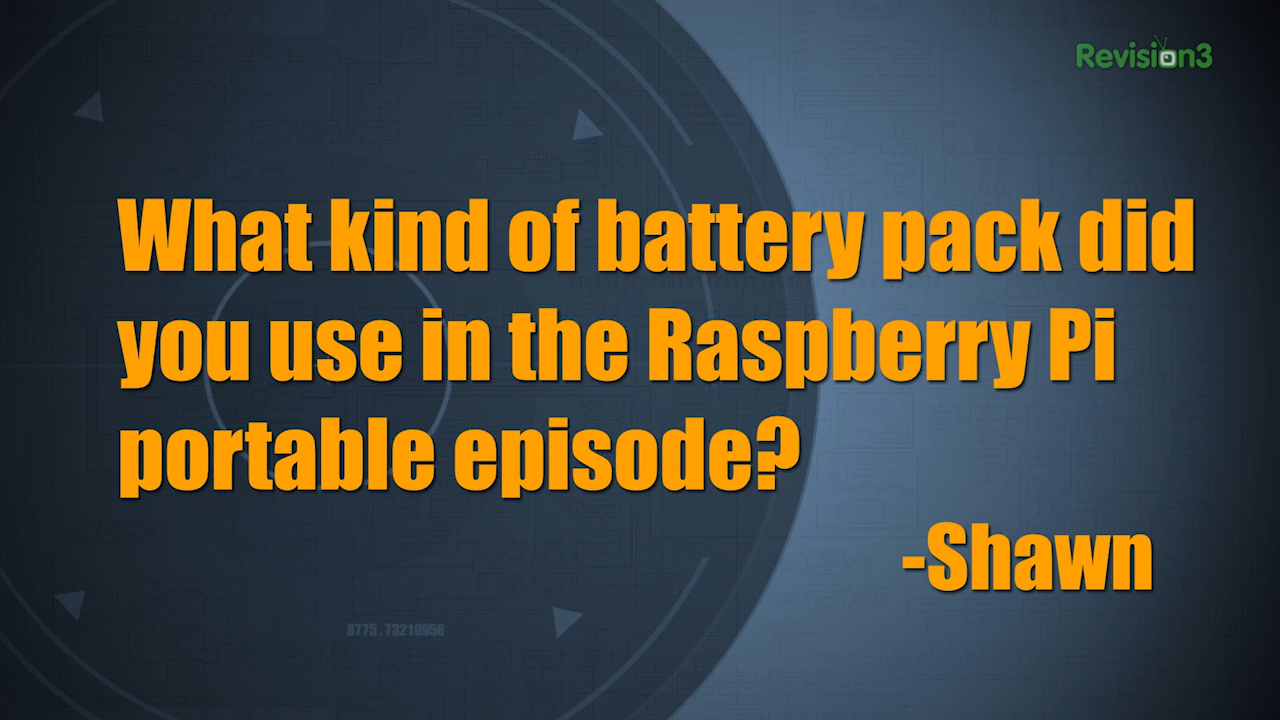 Revision3
What kind of battery pack did
you use in the Raspberry Pi
portable episode?
-Shawn
8775.73216956